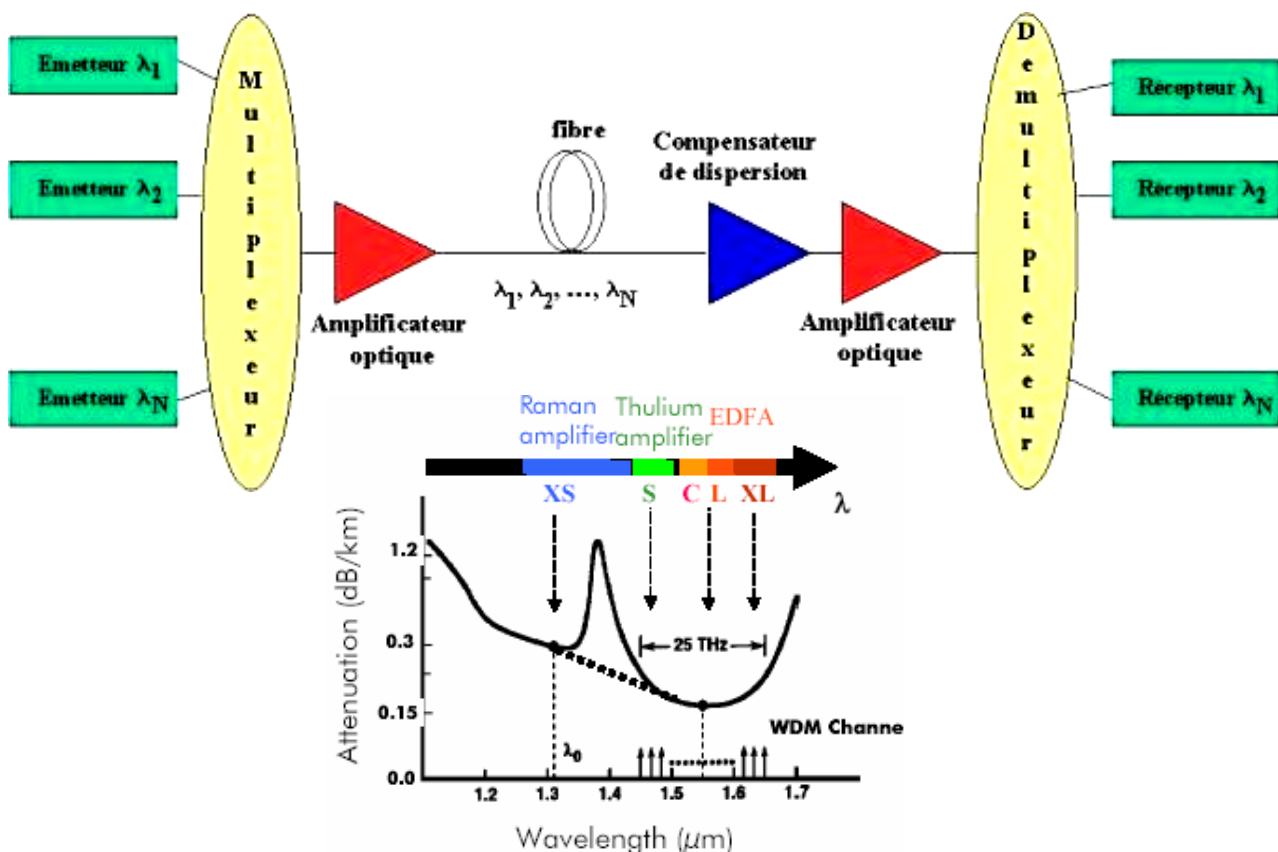 Emetteur λ1
Emetteur λ2
Emetteur λN
Multiplexeur
Amplificateur
optique
fibre
λ1, λ2, ..., λN
Compensateur
de dispersion
Amplificateur
optique
Demultiplexeur
Récepteur λ1
Récepteur λ2
Récepteur λN
Raman
amplifier
Thulium
amplifier
EDFA
XS
S
C
L
XL
λ
Attenuation (dB/km)
1.2
0.3
0.15
0.0
25 THz
WDM Channe
λ0
1.2
1.3
1.4
1.5
1.6
1.7
Wavelength (μm)